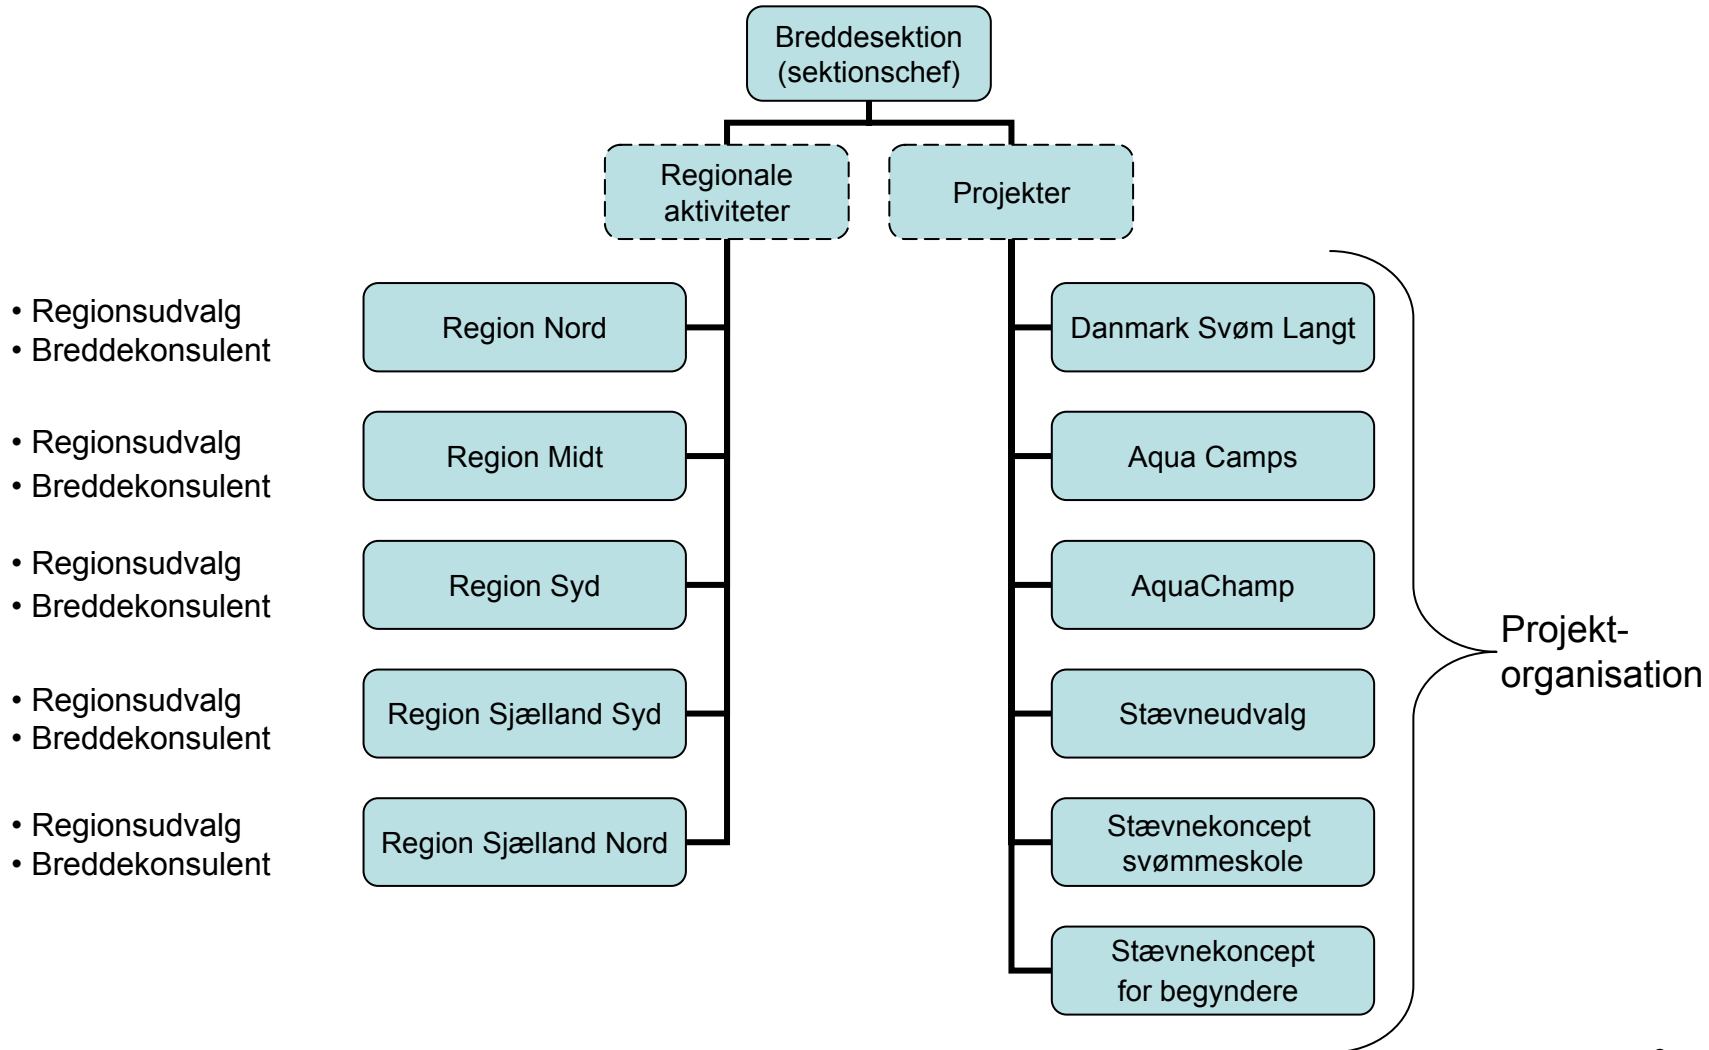 Breddesektion
(sektionschef)
Regionale
aktiviteter
Projekter
• Regionsudvalg
• Breddekonsulent
Region Nord
Danmark Svøm Langt
• Regionsudvalg
• Breddekonsulent
Region Midt
Aqua Camps
• Regionsudvalg
• Breddekonsulent
Region Syd
AquaChamp
Projekt-
organisation
• Regionsudvalg
• Breddekonsulent
Region Sjælland Syd
Stævneudvalg
• Regionsudvalg
• Breddekonsulent
Region Sjælland Nord
Stævnekoncept
svømmeskole
Stævnekoncept
for begyndere